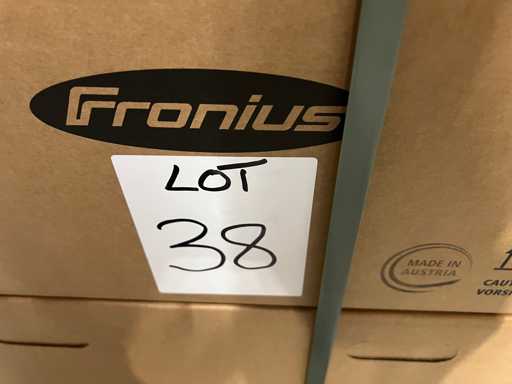 Fronius
LOT
38
MADE IN
AUSTRIA